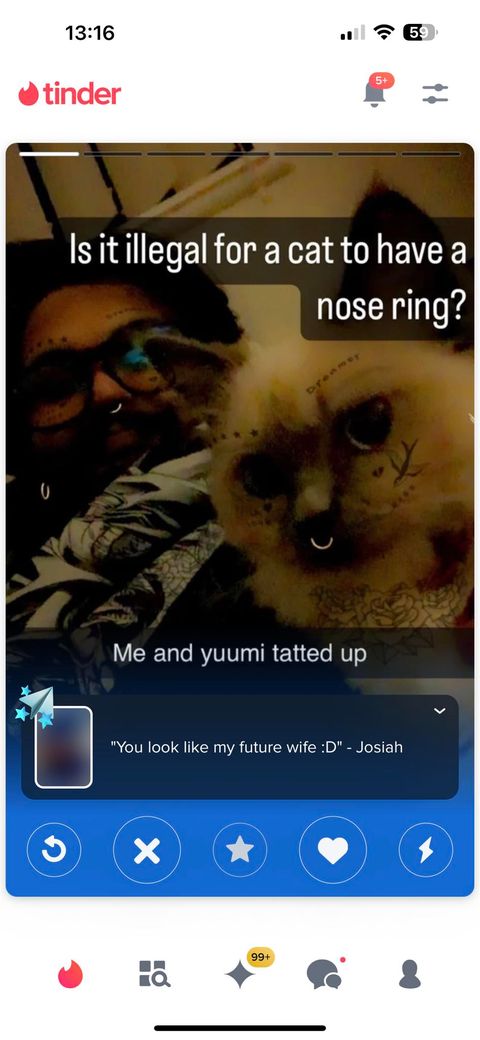 13:16
59
tinder
5+
Is it illegal for a cat to have a
nose ring?
Dreamer
Me and yuumi tatted up
"You look like my future wife :D" - Josiah
99+